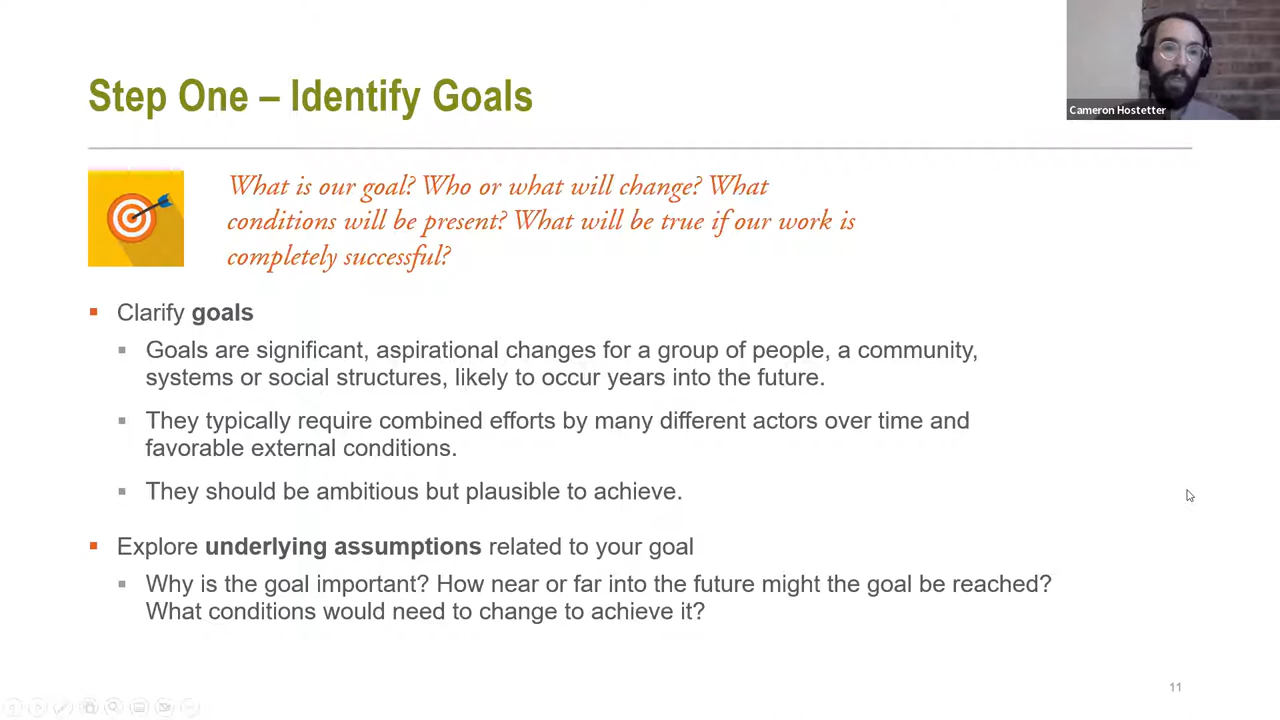 Cameron Hostetter
Step One – Identify Goals
What is our goal? Who or what will change? What
conditions will be present? What will be true if our work is
completely successful?
▪ Clarify goals
▪ Goals are significant, aspirational changes for a group of people, a community,
systems or social structures, likely to occur years into the future.
▪ They typically require combined efforts by many different actors over time and
favorable external conditions.
▪ They should be ambitious but plausible to achieve.
▪ Explore underlying assumptions related to your goal
▪ Why is the goal important? How near or far into the future might the goal be reached?
What conditions would need to change to achieve it?
11